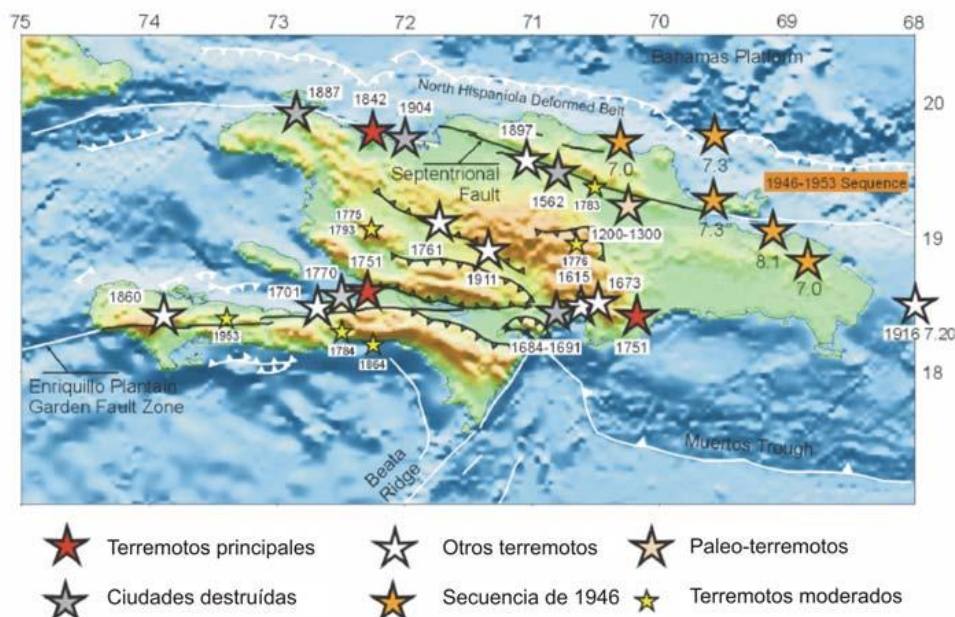 75 74 73 72 71 70 69 68
Bahamas Platform
1887 1842 1904
North Hispaniola Deformed Belt
20
1897
7.0
7.3
Septentrional
Fault
1946-1953 Sequence
1562 1783
7.3
1775
1793
1200-1300
19
1761
1776
8.1
1770 1751
1911
1615 1673
7.0
1860
1701
1953
1784
1864
1684-1691
1751
1916 7.20
18
Enriquillo Plantain
Garden Fault Zone
Beata
Ridge
Muertos Trough
Terremotos principales
Otros terremotos
Paleo-terremotos
Ciudades destruídas
Secuencia de 1946
Terremotos moderados